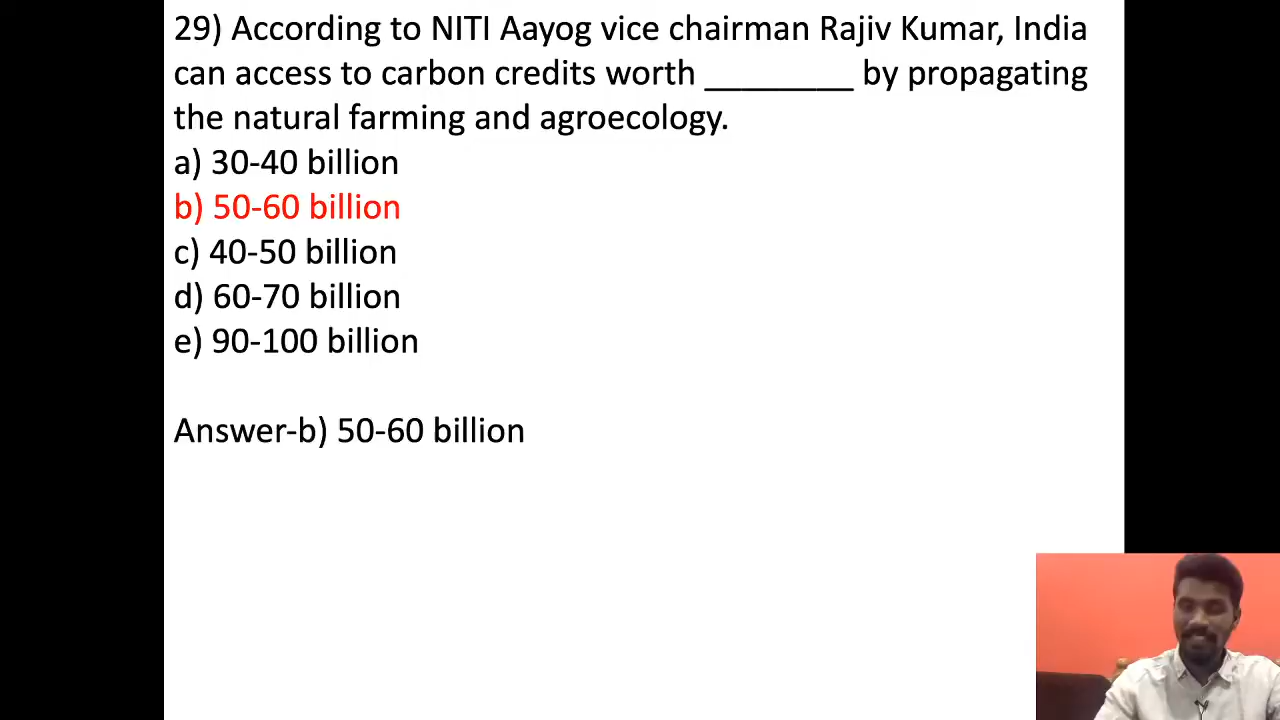 29) According to NITI Aayog vice chairman Rajiv Kumar, India
can access to carbon credits worth ________ by propagating
the natural farming and agroecology.
a) 30-40 billion
b) 50-60 billion
c) 40-50 billion
d) 60-70 billion
e) 90-100 billion
Answer-b) 50-60 billion